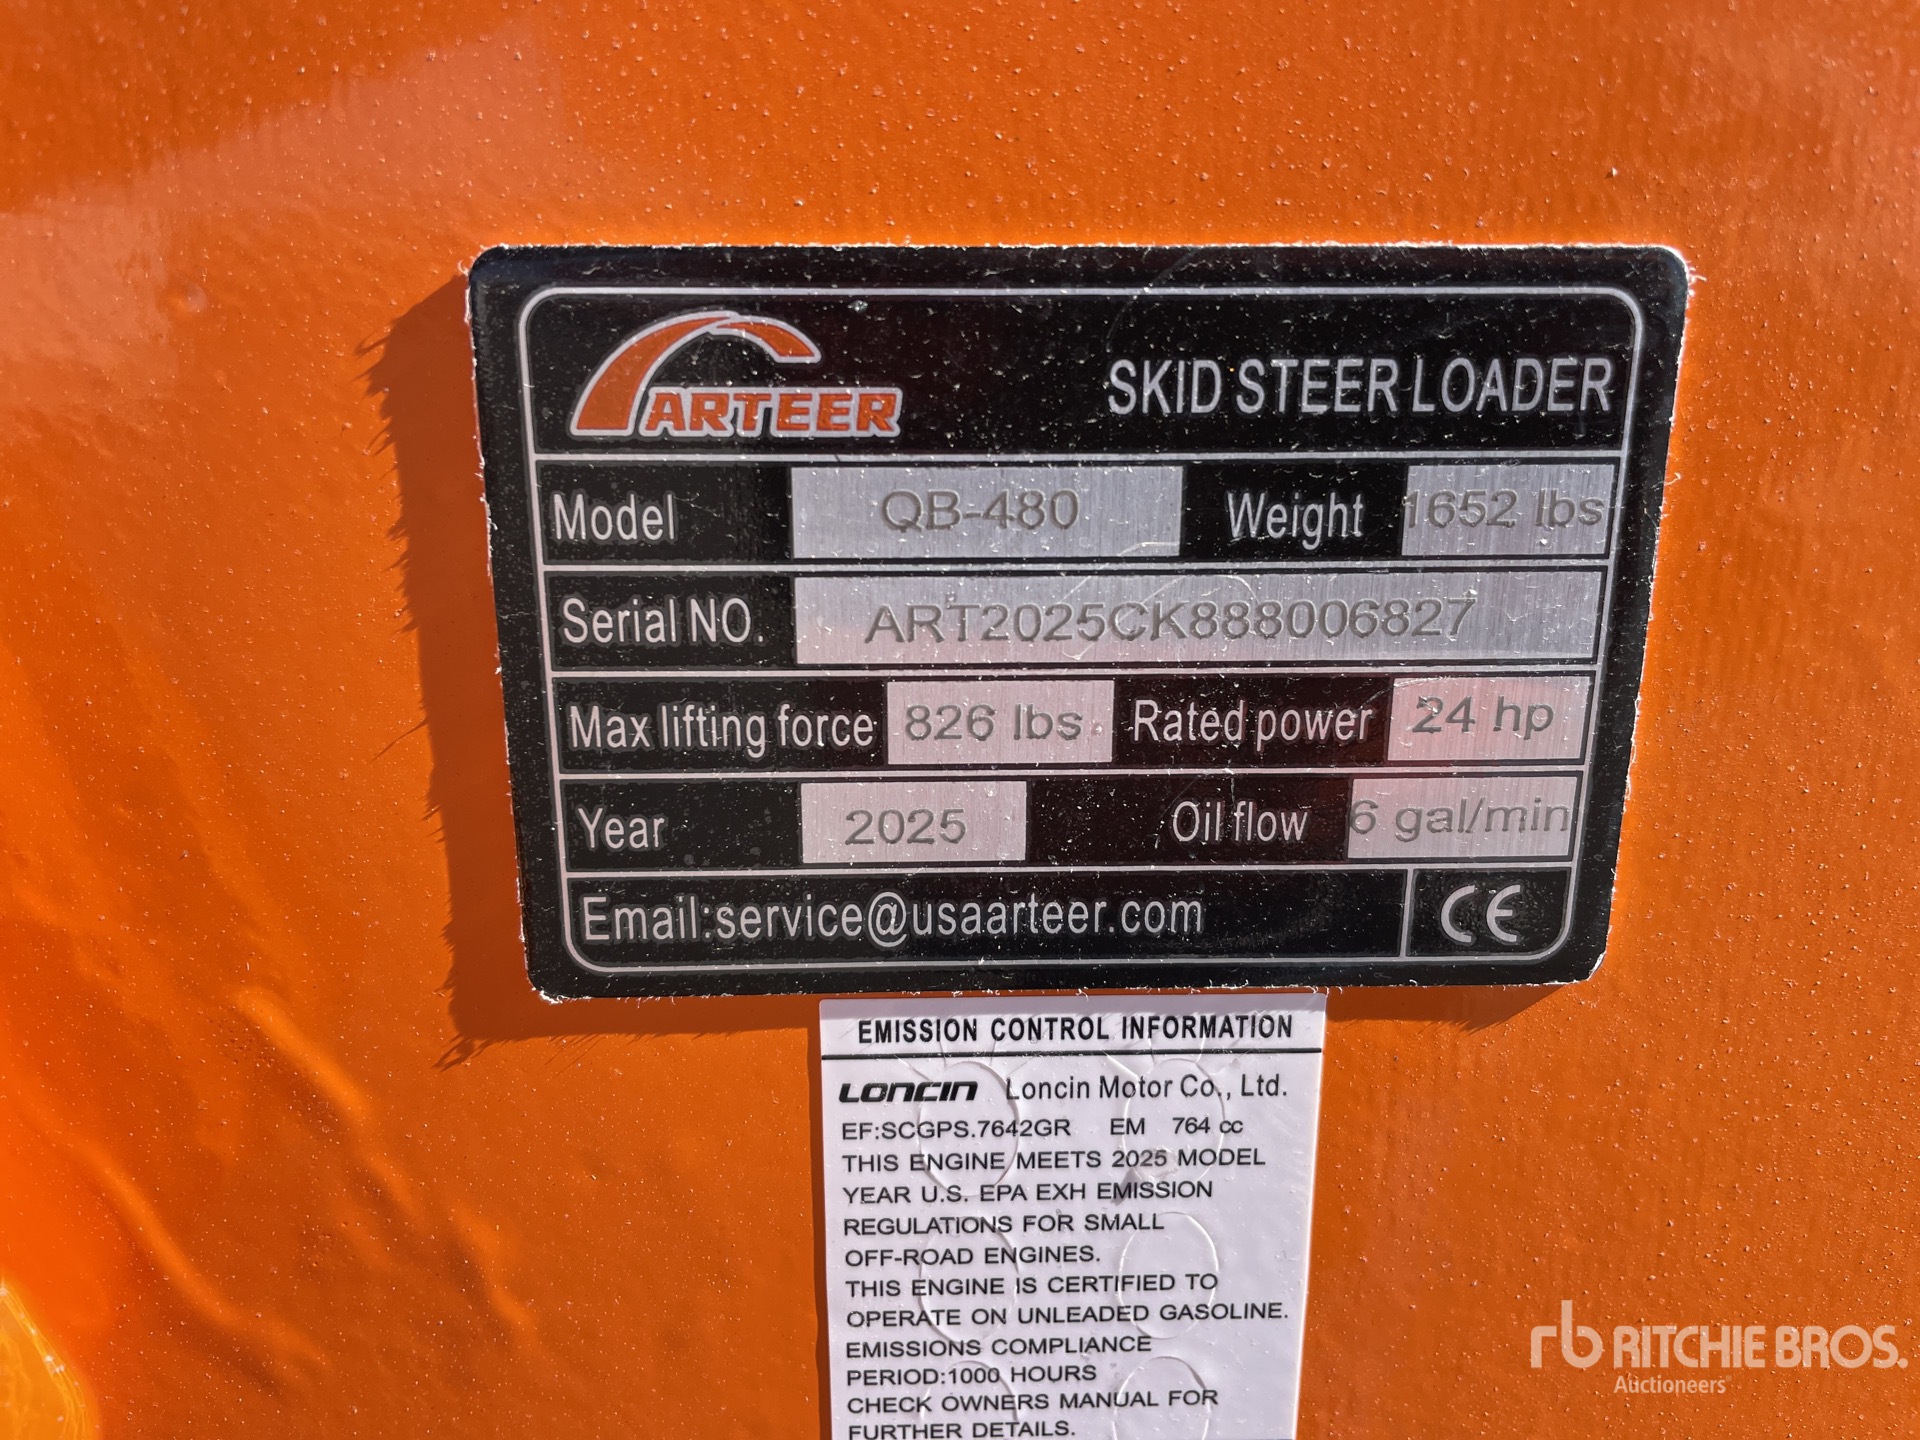 ARTEER SKID STEER LOADER
Model QB-480 Weight 1652 lbs
Serial NO. ART2025CK888006827
Max lifting force 826 lbs Rated power 24 hp
Year 2025 Oil flow 6 gal/min
Email:service@usaarteer.com CE
EMISSION CONTROL INFORMATION
LONCIN Loncin Motor Co., Ltd.
EF:SCGPS.7642GR EM 764 cc
THIS ENGINE MEETS 2025 MODEL
YEAR U.S. EPA EXH EMISSION
REGULATIONS FOR SMALL
OFF-ROAD ENGINES.
THIS ENGINE IS CERTIFIED TO
OPERATE ON UNLEADED GASOLINE.
EMISSIONS COMPLIANCE
PERIOD:1000 HOURS
CHECK OWNERS MANUAL FOR
FURTHER DETAILS.
rb RITCHIE BROS.
Auctioneers